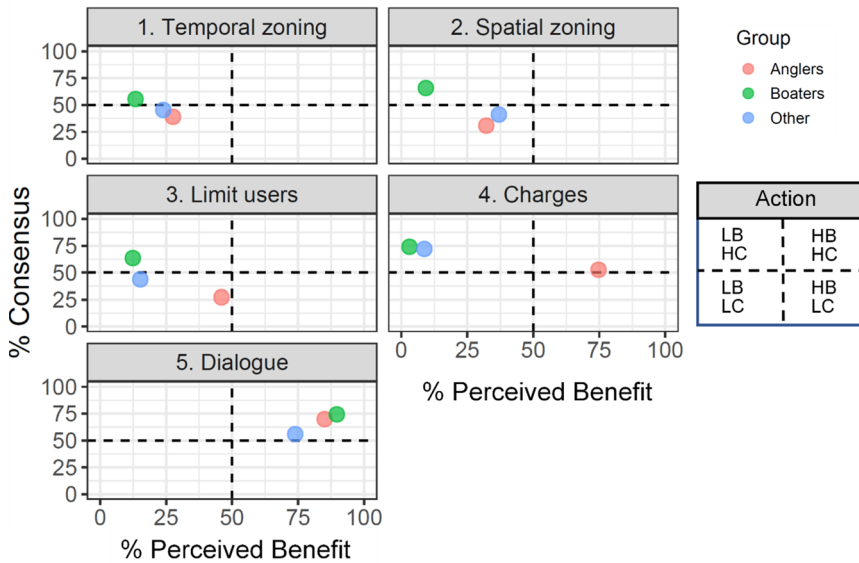 1. Temporal zoning
2. Spatial zoning
Group
Anglers
Boaters
Other
100
75
50
25
0
3. Limit users
4. Charges
Action
LB HB
HC HC
LB HB
LC LC
100
75
50
25
0
% Consensus
0 25 50 75 100
% Perceived Benefit
5. Dialogue
100
75
50
25
0
0 25 50 75 100
% Perceived Benefit